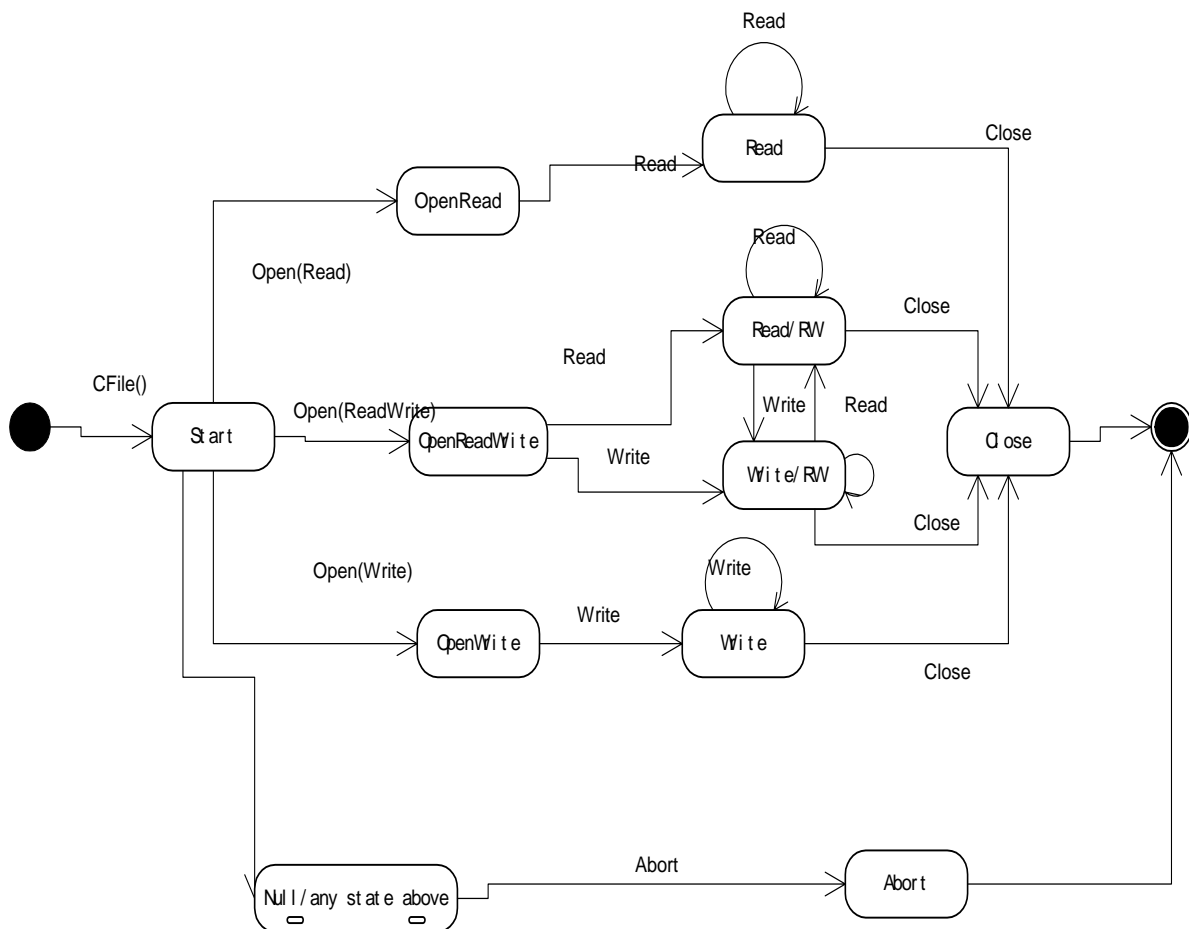 Read
Read
Close
Read
OpenRead
Read
Open(Read)
Read/RW
Close
Read
CFile()
Open(ReadWrite)
Write
Read
Start
OpenReadWrite
Close
Write
Write/RW
Close
Open(Write)
Write
Write
OpenWrite
Write
Close
Abort
Null/any state above
Abort